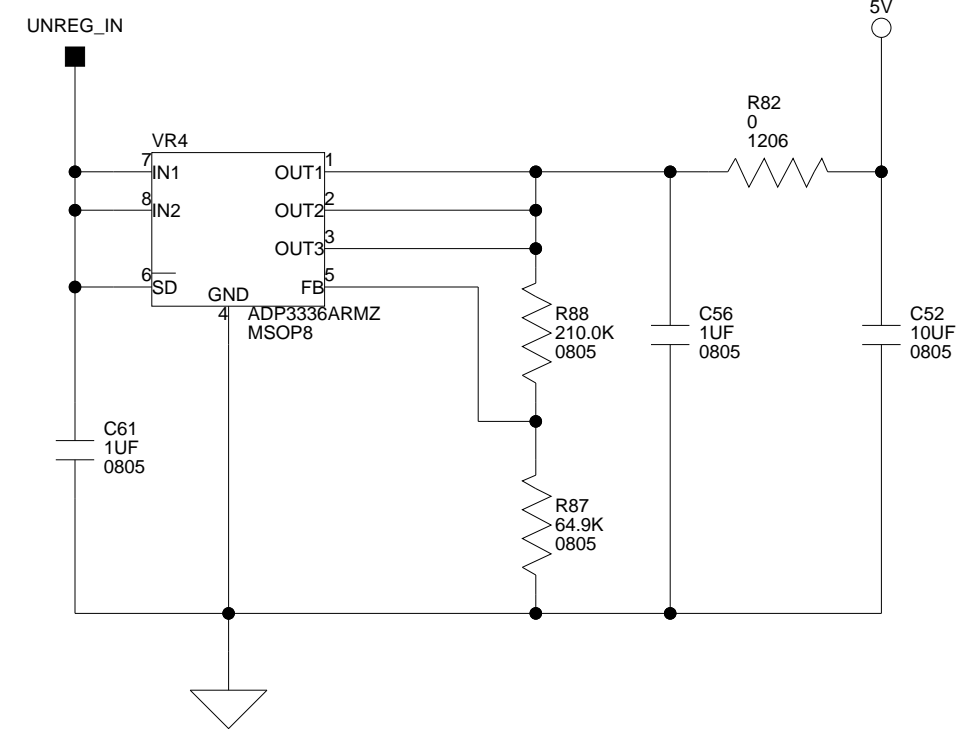 UNREG_IN
5V
R82
0
1206
VR4
7
IN1
OUT1
1
8
IN2
OUT2
2
OUT3
3
6
SD
FB
5
GND
4
ADP3336ARMZ
MSOP8
R88
210.0K
0805
C56
1UF
0805
C52
10UF
0805
C61
1UF
0805
R87
64.9K
0805